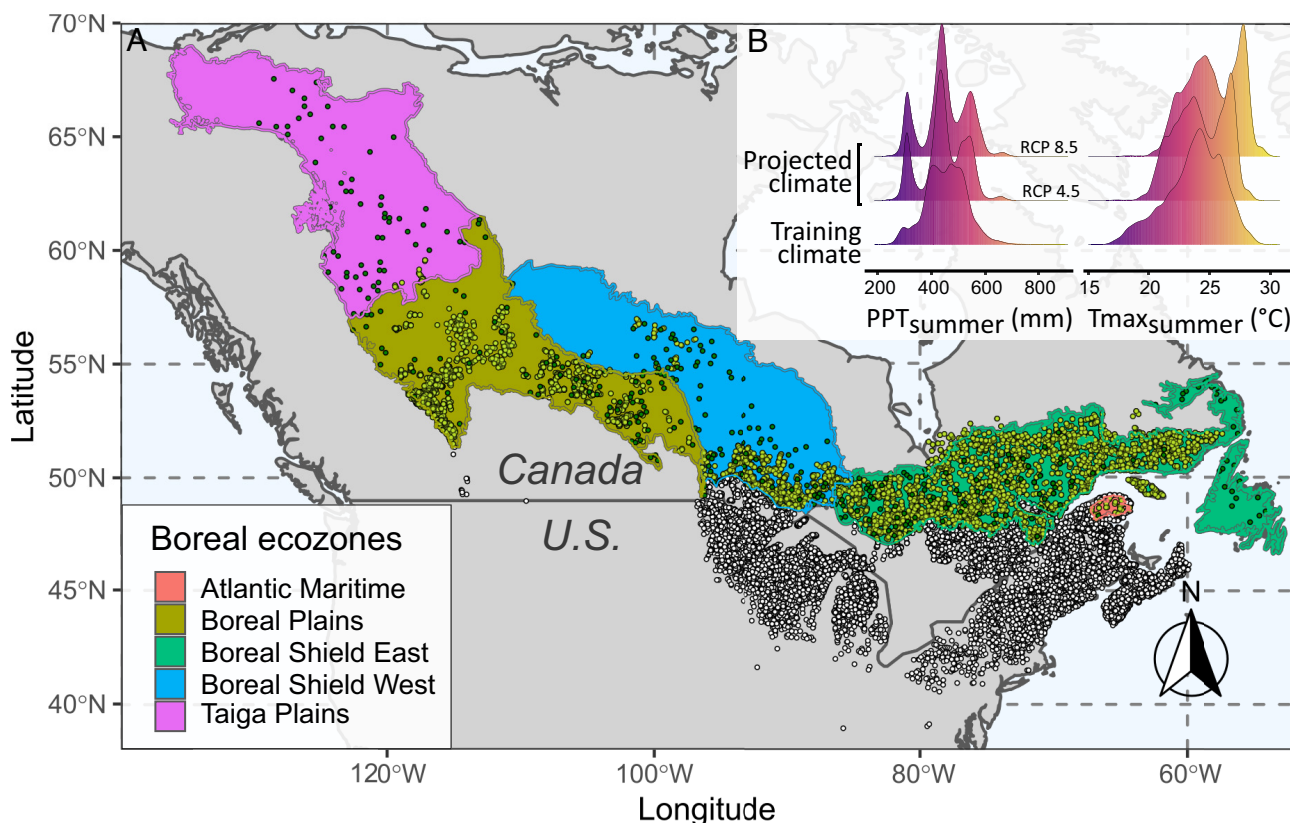 70°N
65°N
60°N
55°N
50°N
45°N
40°N
Latitude
A
B
RCP 8.5
Projected
climate
RCP 4.5
Training
climate
200 400 600 800
15 20 25 30
PPTsummer (mm)
Tmaxsummer (°C)
Canada
U.S.
Boreal ecozones
Atlantic Maritime
Boreal Plains
Boreal Shield East
Boreal Shield West
Taiga Plains
N
120°W 100°W 80°W 60°W
Longitude